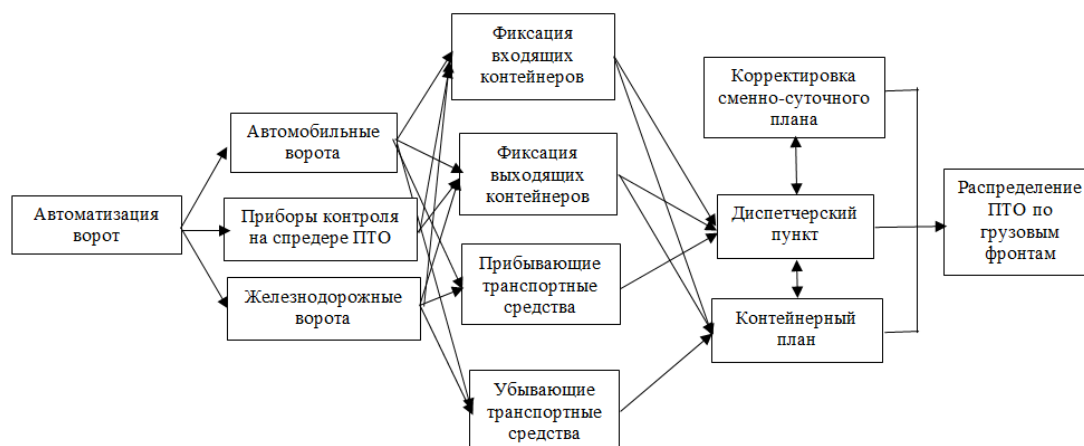 Автоматизация
ворот
Автомобильные
ворота
Приборы контроля
на спредере ПТО
Железнодорожные
ворота
Фиксация
входящих
контейнеров
Фиксация
выходящих
контейнеров
Прибывающие
транспортные
средства
Убывающие
транспортные
средства
Корректировка
сменно-суточного
плана
Диспетчерский
пункт
Контейнерный
план
Распределение
ПТО по
грузовым
фронтам